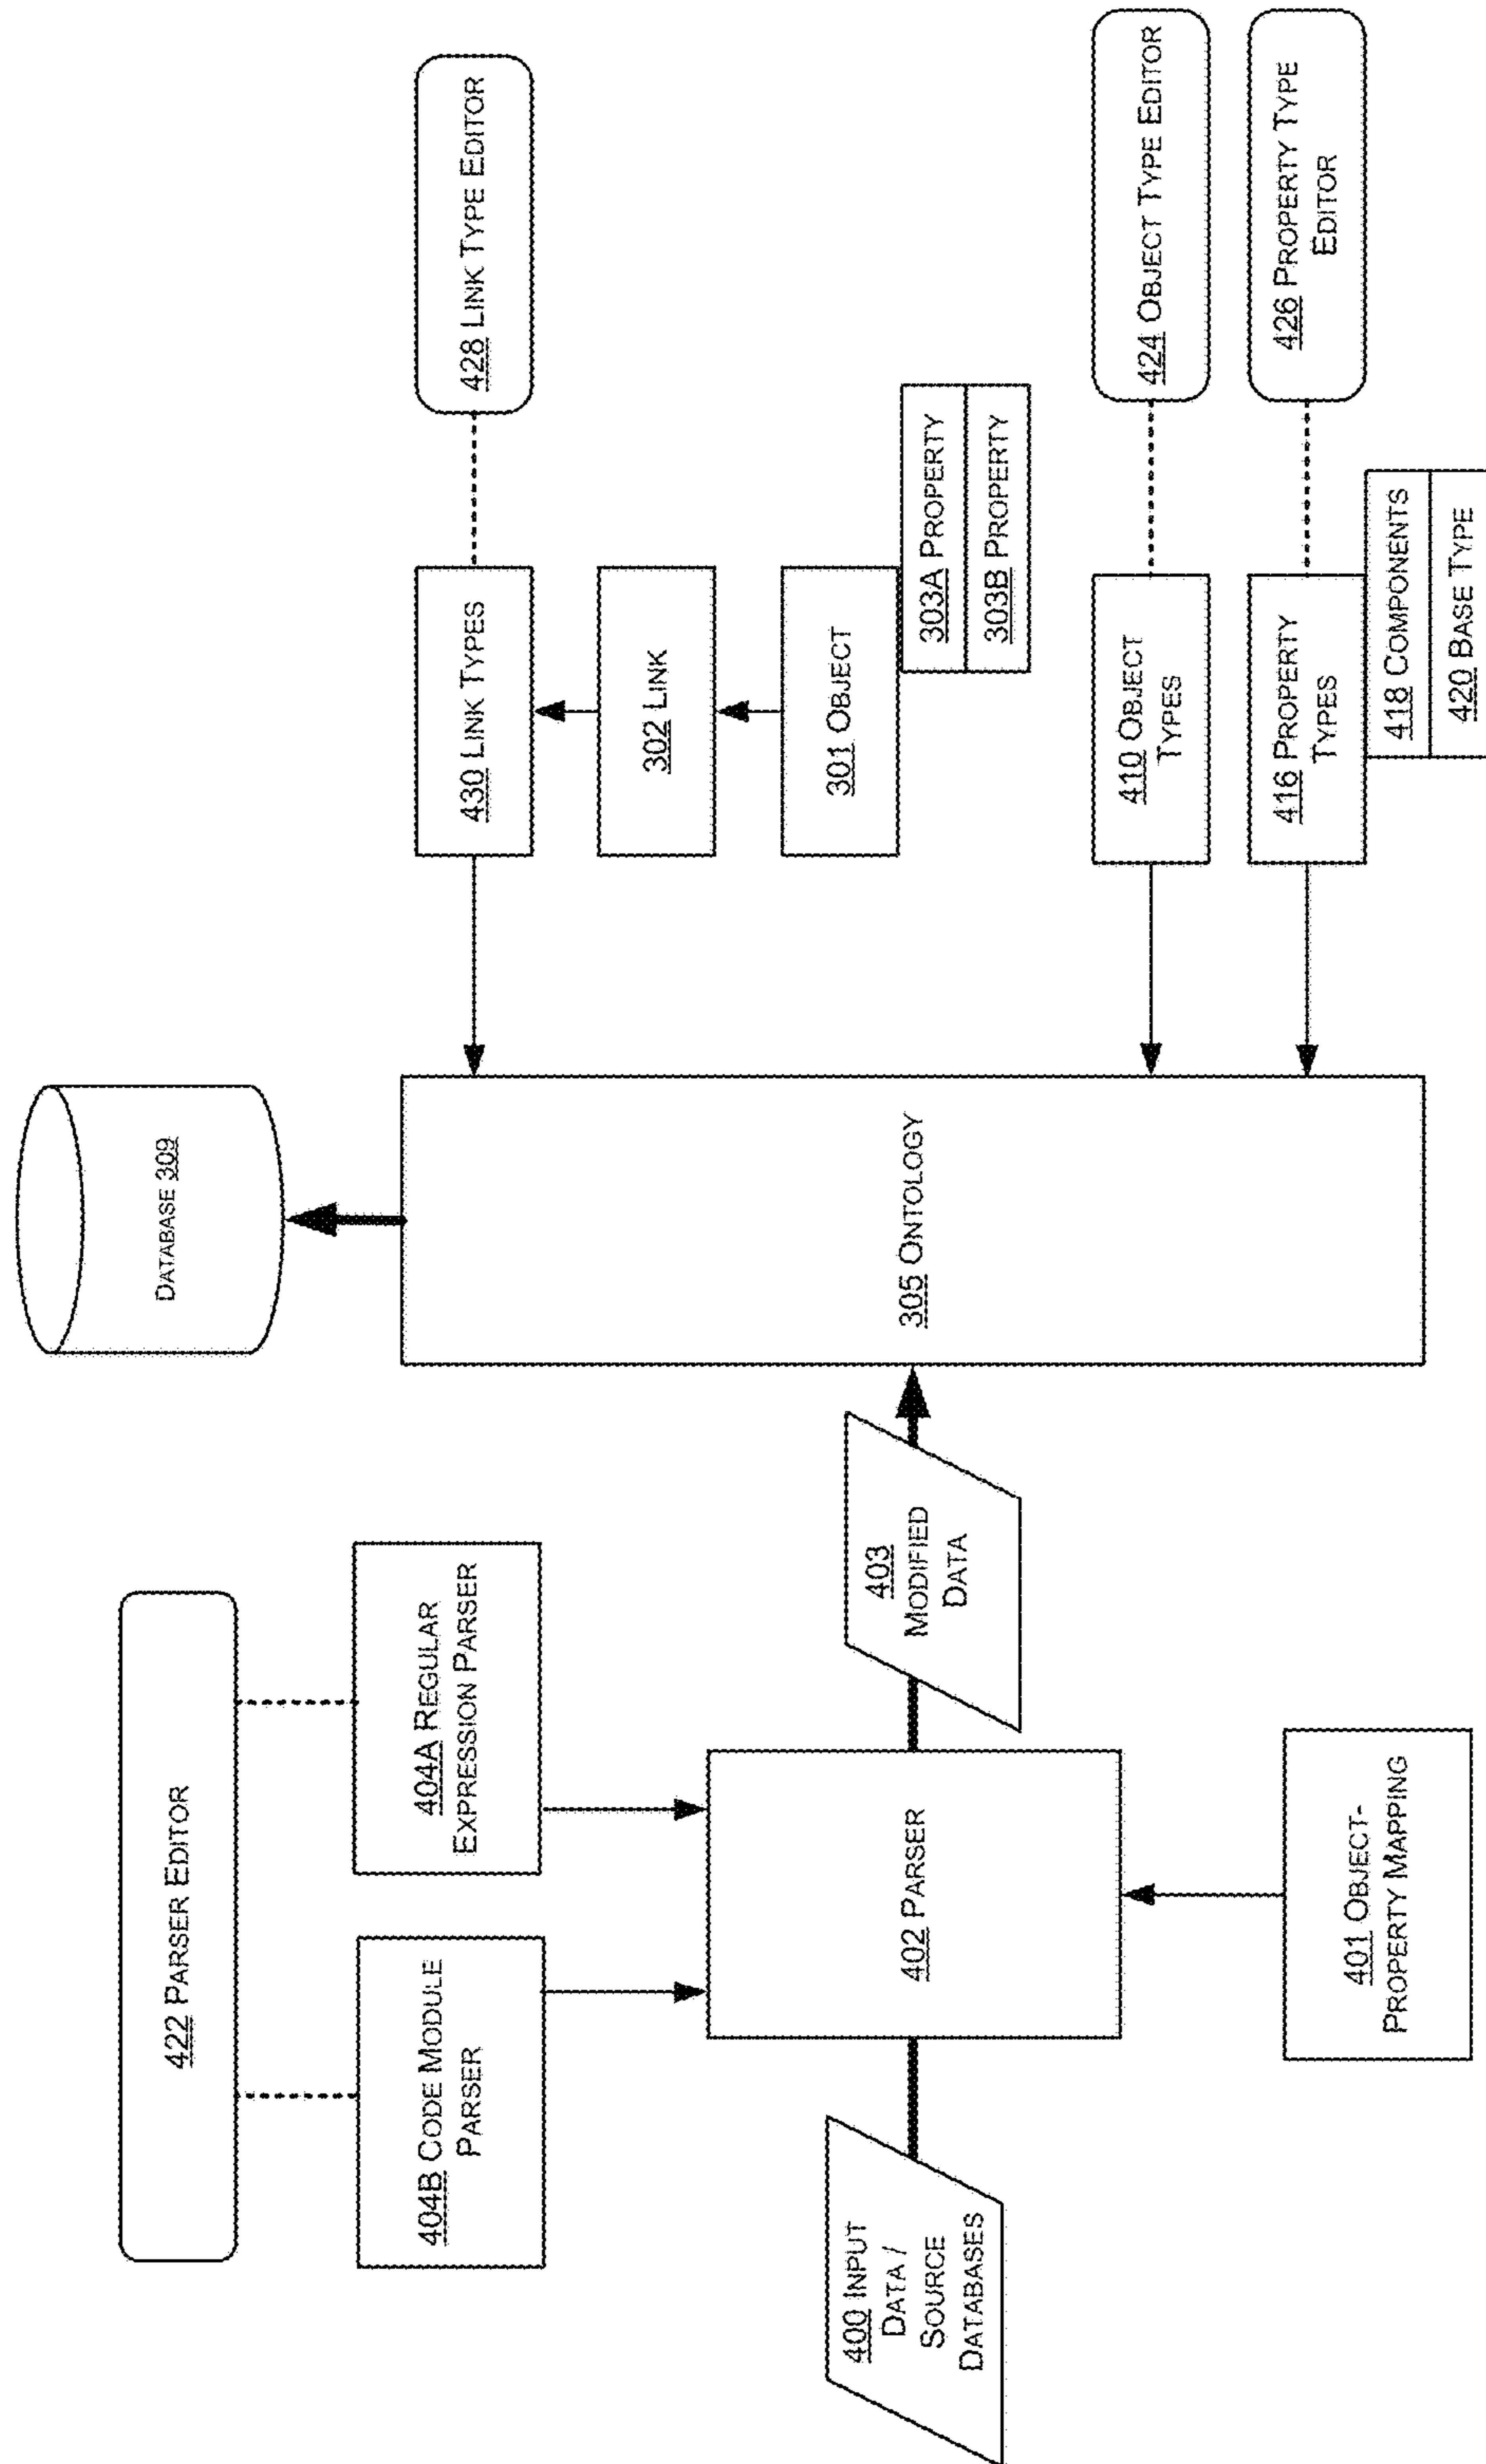 422 PARSER EDITOR
404B CODE MODULE
PARSER
404A REGULAR
EXPRESSION PARSER
400 INPUT
DATA /
SOURCE
DATABASES
402 PARSER
403
MODIFIED
DATA
401 OBJECT-
PROPERTY MAPPING
DATABASE 309
305 ONTOLOGY
430 LINK TYPES
428 LINK TYPE EDITOR
302 LINK
301 OBJECT
303A PROPERTY
303B PROPERTY
410 OBJECT
TYPES
424 OBJECT TYPE EDITOR
416 PROPERTY
TYPES
426 PROPERTY TYPE
EDITOR
418 COMPONENTS
420 BASE TYPE